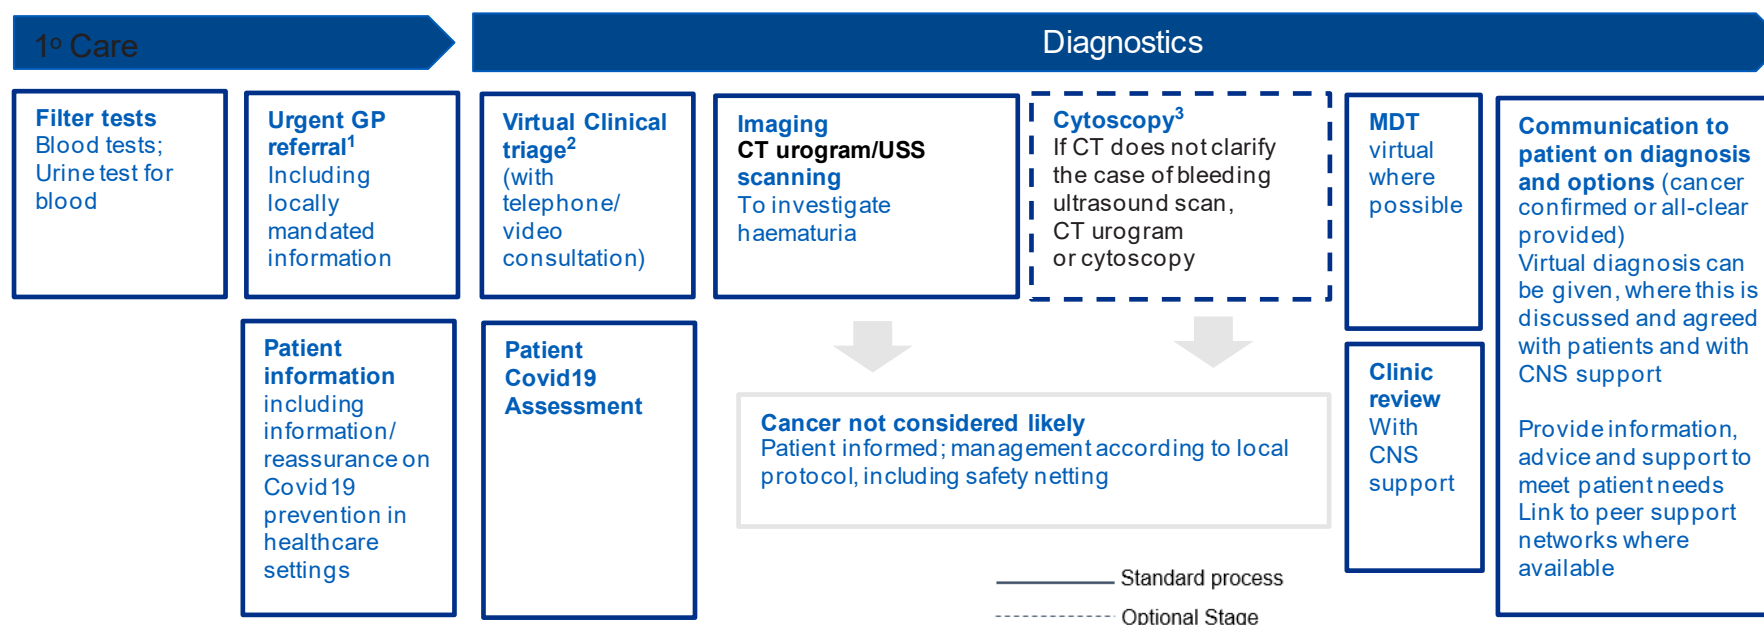 1º Care
Diagnostics
Filter tests
Blood tests;
Urine test for
blood
Urgent GP
referral¹
Including
locally
mandated
information
Patient
information
including
information/
reassurance on
Covid19
prevention in
healthcare
settings
Virtual Clinical
triage²
(with
telephone/
video
consultation)
Patient
Covid19
Assessment
Imaging
CT urogram/USS
scanning
To investigate
haematuria
Cytoscopy³
If CT does not clarify
the case of bleeding
ultrasound scan,
CT urogram
or cytoscopy
Cancer not considered likely
Patient informed; management according to local
protocol, including safety netting
MDT
virtual
where
possible
Clinic
review
With
CNS
support
Communication to
patient on diagnosis
and options (cancer
confirmed or all-clear
provided)
Virtual diagnosis can
be given, where this is
discussed and agreed
with patients and with
CNS support
Provide information,
advice and support to
meet patient needs
Link to peer support
networks where
available
Standard process
Optional Stage